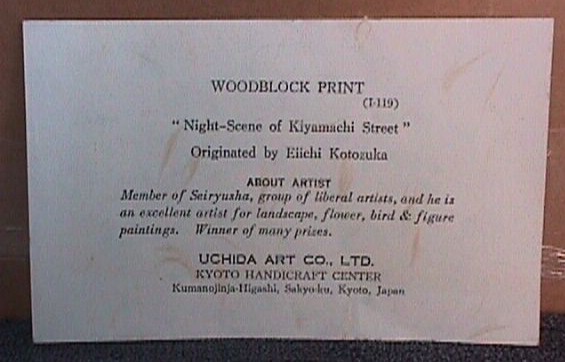 WOODBLOCK PRINT
(I-119)
"Night-Scene of Kiyamachi Street"
Originated by Eiichi Kotozuka
ABOUT ARTIST
Member of Seiryusha, group of liberal artists, and he is
an excellent artist for landscape, flower, bird & figure
paintings. Winner of many prizes.
UCHIDA ART CO., LTD.
KYOTO HANDICRAFT CENTER
Kumanojinja-Higashi, Sakyo-ku, Kyoto, Japan